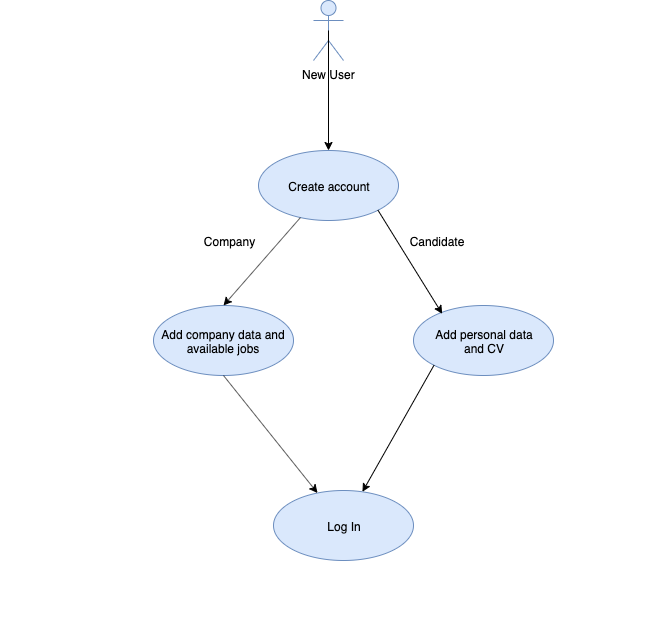 New User
Create account
Company
Candidate
Add company data and
available jobs
Add personal data
and CV
Log In